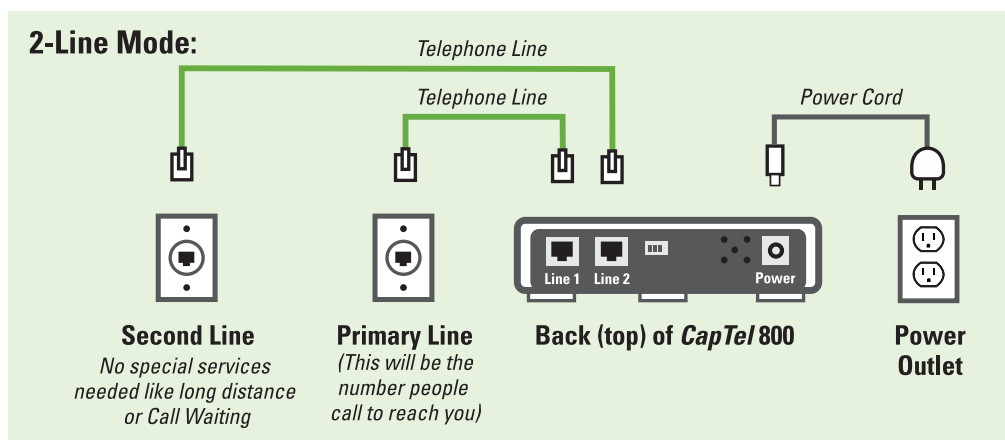 2-Line Mode:
Telephone Line
Telephone Line
Power Cord
Line 1 Line 2
Power
Second Line
No special services
needed like long distance
or Call Waiting
Primary Line
(This will be the
number people
call to reach you)
Back (top) of CapTel 800
Power
Outlet